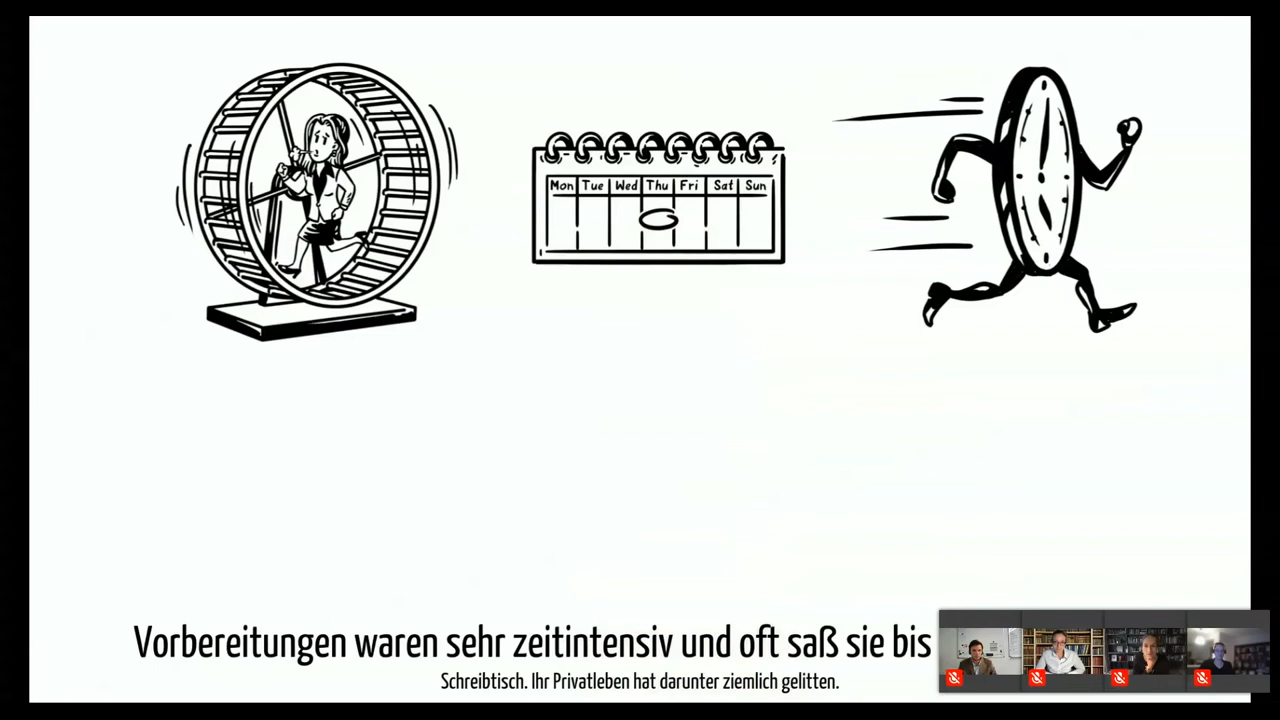 Mon Tue Wed Thu Fri Sat Sun
Vorbereitungen waren sehr zeitintensiv und oft saß sie bis
Schreibtisch. Ihr Privatleben hat darunter ziemlich gelitten.